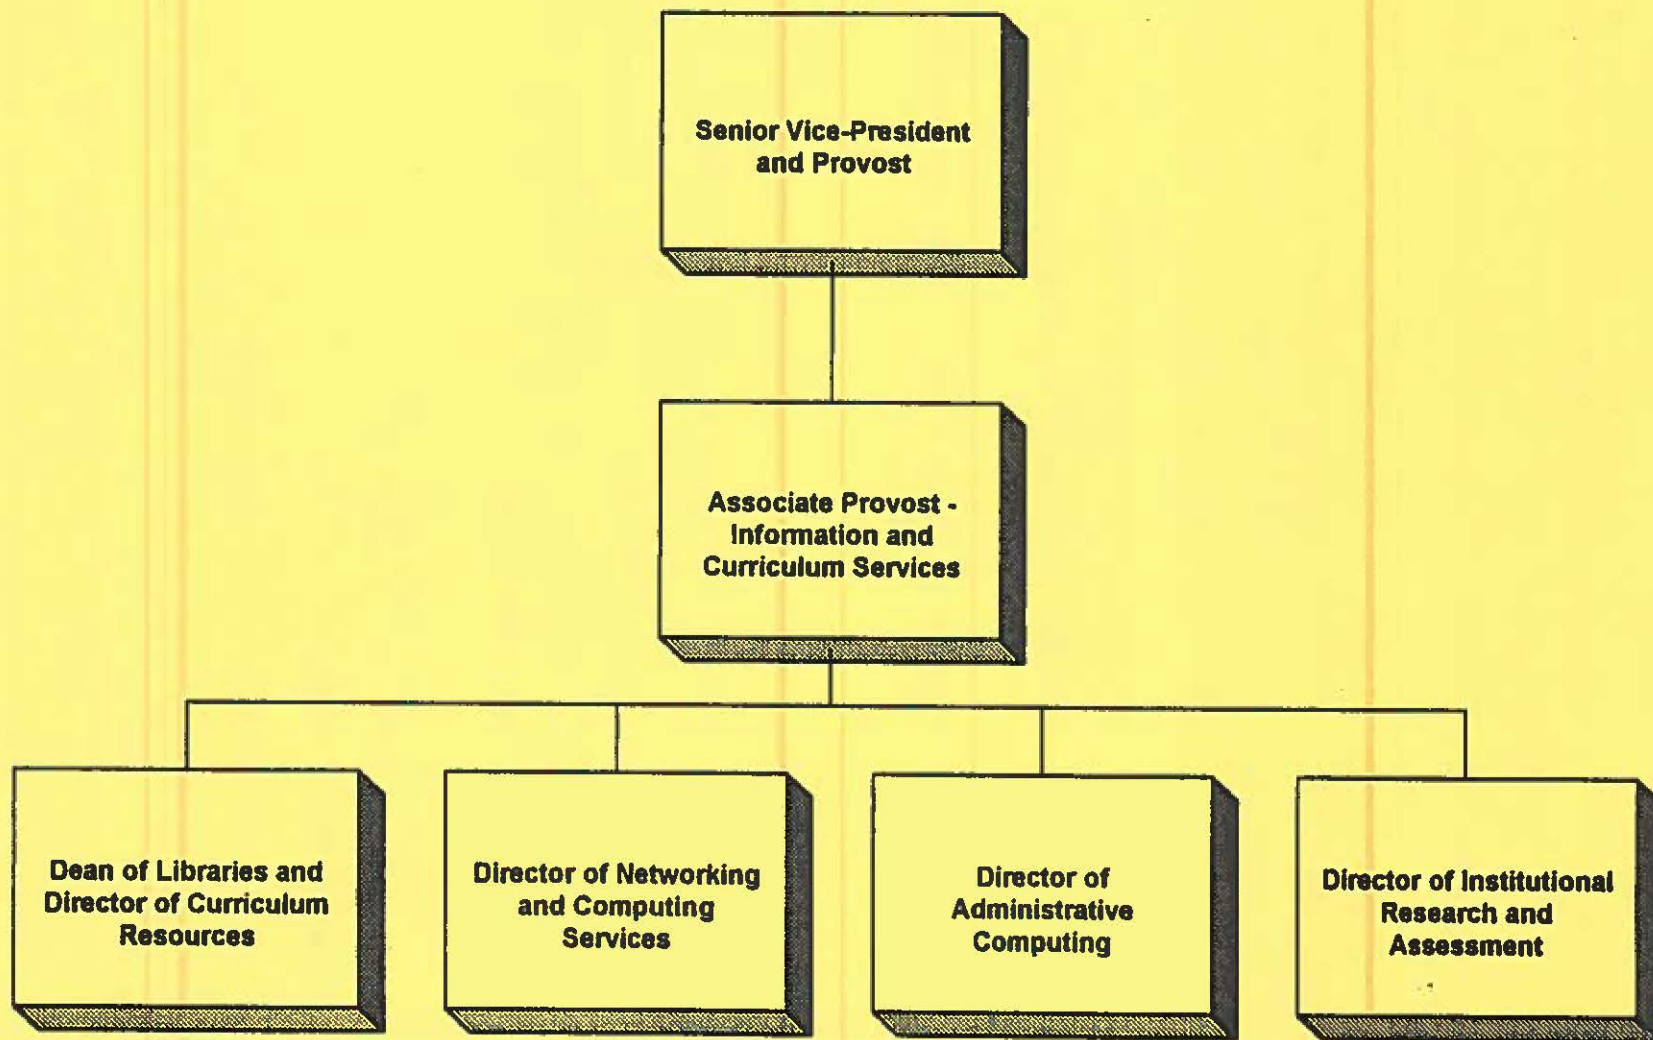 Senior Vice-President
and Provost
Associate Provost -
Information and
Curriculum Services
Dean of Libraries and
Director of Curriculum
Resources
Director of Networking
and Computing
Services
Director of
Administrative
Computing
Director of Institutional
Research and
Assessment